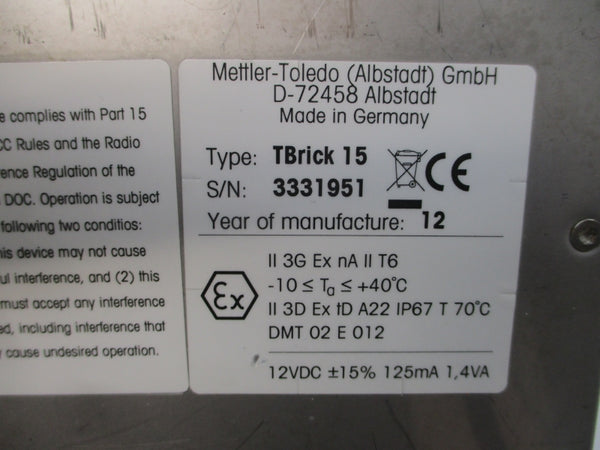 e complies with Part 15
CC Rules and the Radio
rence Regulation of the
DOC. Operation is subject
following two conditios:
his device may not cause
ul interference, and (2) this
must accept any interference
ed, including interference that
cause undesired operation.
Mettler-Toledo (Albstadt) GmbH
D-72458 Albstadt
Made in Germany
Type: TBrick 15
S/N: 3331951
CE
Year of manufacture: 12
Ex
II 3G Ex nA II T6
-10 ≤ Ta ≤ +40°C
II 3D Ex tD A22 IP67 T 70°C
DMT 02 E 012
12VDC ±15% 125mA 1,4VA